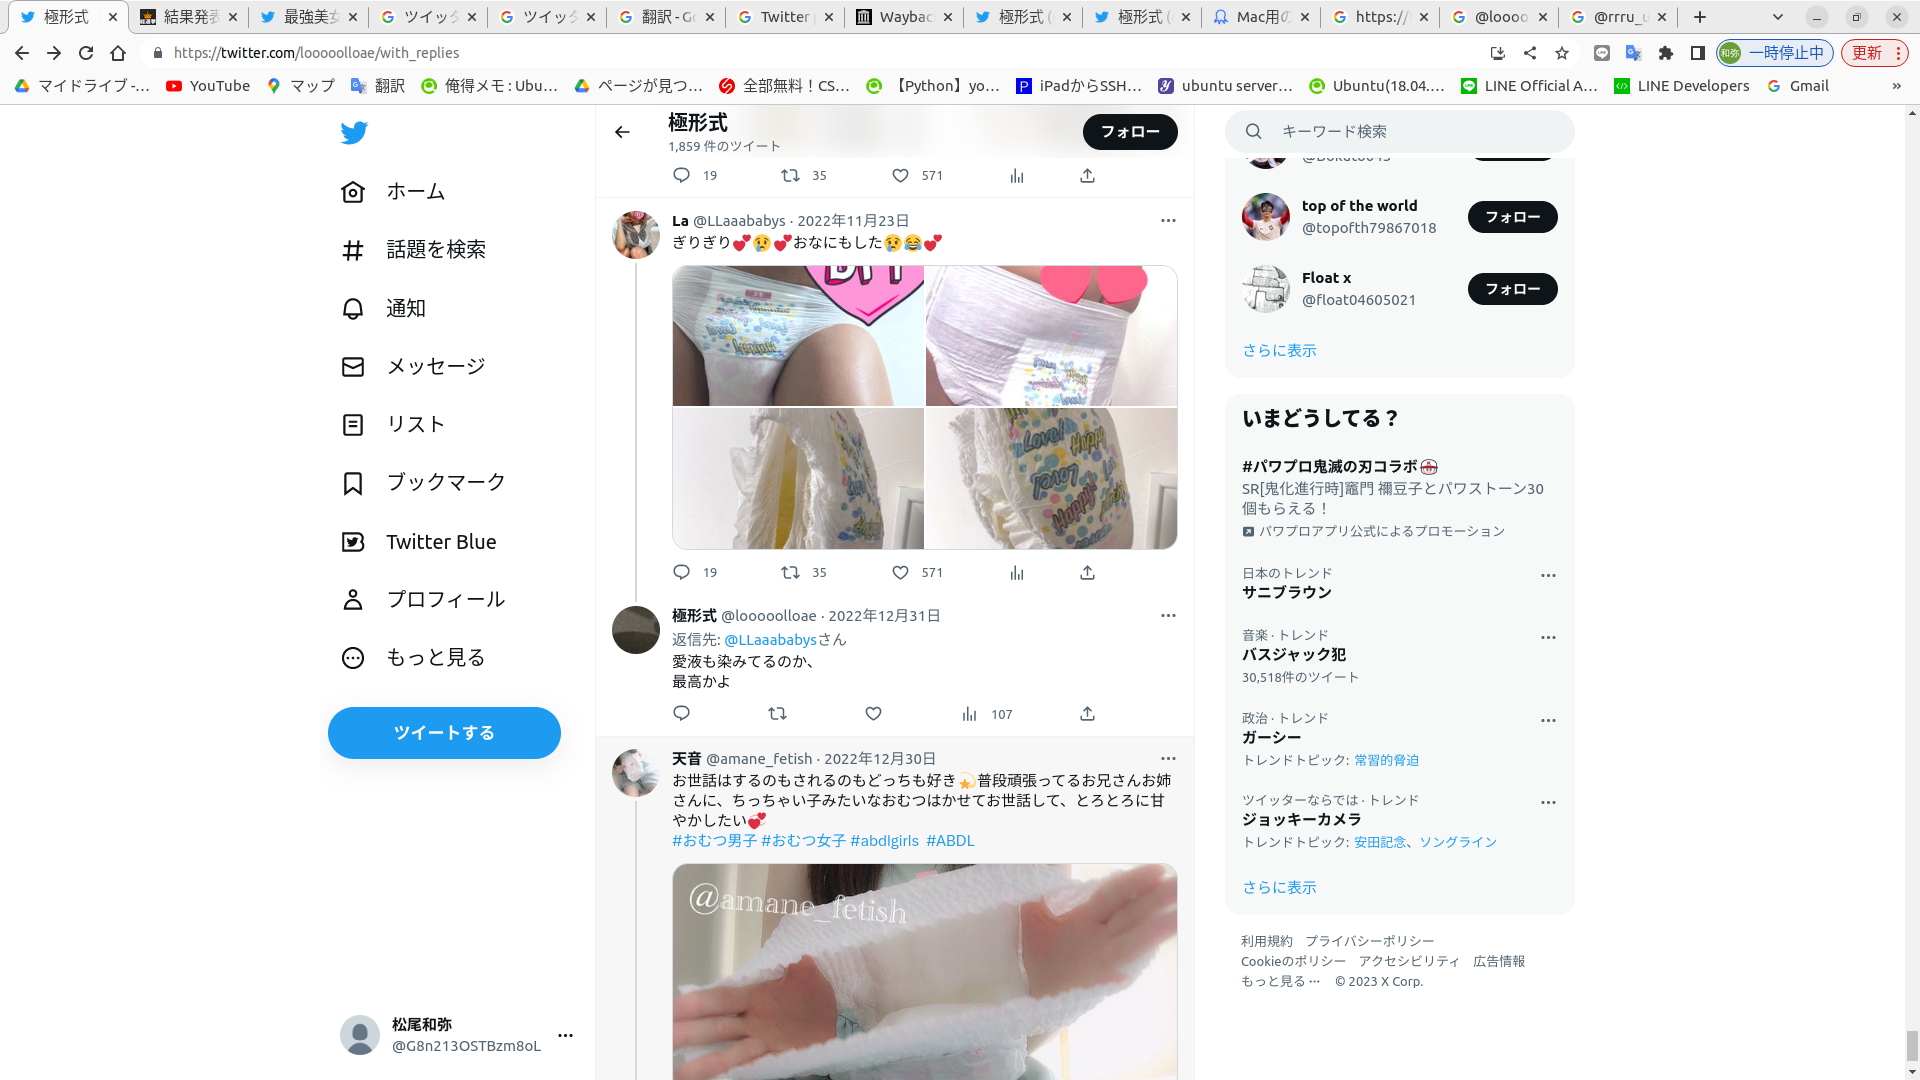 極形式
結果発表
最強美女
ツイッタ
ツイッタ
翻訳 - Go
Twitter
Wayback
極形式 (
極形式 (
Mac用の
https://
@loooo
@rrru_u
https://twitter.com/looooolloae/with_replies
和弥
一時停止中
更新
マイドライブ -...
YouTube
マップ
翻訳
俺得メモ : Ubu...
ページが見つ...
全部無料！CS...
【Python】yo...
iPadからSSH...
ubuntu server...
Ubuntu(18.04....
LINE Official A...
LINE Developers
Gmail
»
ホーム
話題を検索
通知
メッセージ
リスト
ブックマーク
Twitter Blue
プロフィール
もっと見る
ツイートする
松尾和弥
@G8n213OSTBzm8oL
極形式
1,859 件のツイート
フォロー
19 35 571
La @LLaaababys · 2022年11月23日
ぎりぎり💕😢💕おなにもした😢😂💕
Love!
Happy!
19 35 571
極形式 @looooolloae · 2022年12月31日
返信先: @LLaaababysさん
愛液も染みてるのか、
最高かよ
107
天音 @amane_fetish · 2022年12月30日
お世話はするのもされるのもどっちも好き💫普段頑張ってるお兄さんお姉
さんに、ちっちゃい子みたいなおむつはかせてお世話して、とろとろに甘
やかしたい💞
#おむつ男子 #おむつ女子 #abdlgirls #ABDL
@amane_fetish
キーワード検索
top of the world
@topofth79867018
フォロー
Float x
@float04605021
フォロー
さらに表示
いまどうしてる？
#パワプロ鬼滅の刃コラボ
SR[鬼化進行時]竈門 禰豆子とパワストーン30
個もらえる！
パワプロアプリ公式によるプロモーション
日本のトレンド
サニブラウン
音楽 · トレンド
バスジャック犯
30,518件のツイート
政治 · トレンド
ガーシー
トレンドトピック: 常習的脅迫
ツイッターならでは · トレンド
ジョッキーカメラ
トレンドトピック: 安田記念、ソングライン
さらに表示
利用規約 プライバシーポリシー
Cookieのポリシー アクセシビリティ 広告情報
もっと見る ··· © 2023 X Corp.